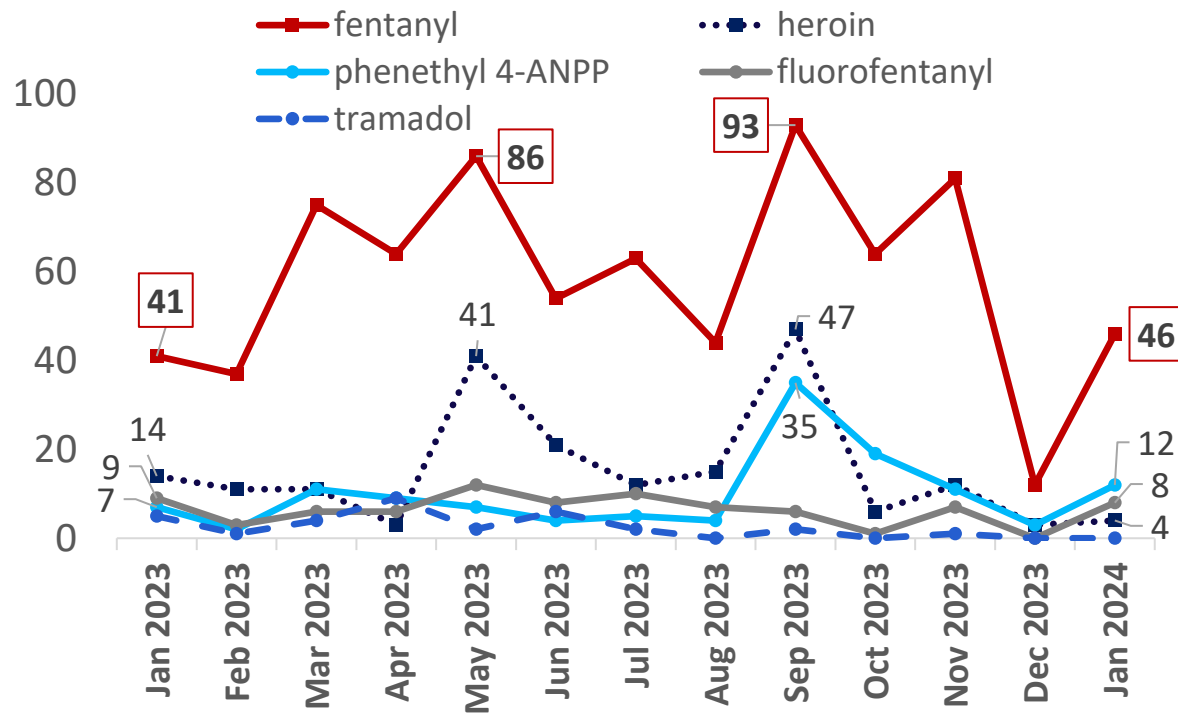 fentanyl heroin
phenethyl 4-ANPP fluorofentanyl
tramadol
100
80
60
40
20
0
41
86
93
46
41
47
35
14
9
7
12
8
4
Jan 2023
Feb 2023
Mar 2023
Apr 2023
May 2023
Jun 2023
Jul 2023
Aug 2023
Sep 2023
Oct 2023
Nov 2023
Dec 2023
Jan 2024